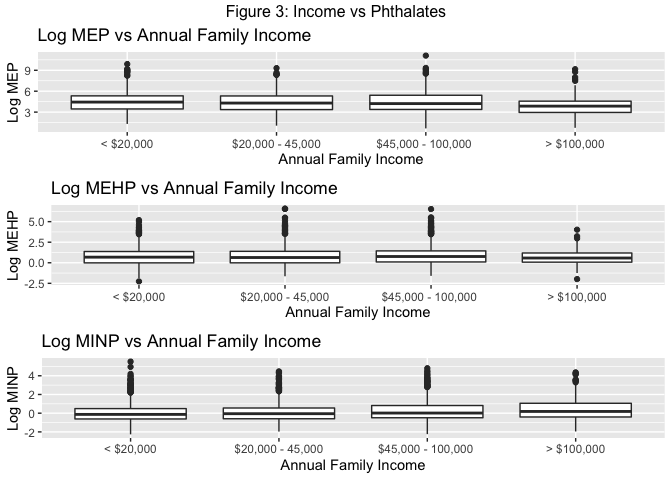 Figure 3: Income vs Phthalates
Log MEP vs Annual Family Income
Log MEP
9
6
3
< $20,000
$20,000 - 45,000
$45,000 - 100,000
> $100,000
Annual Family Income
Log MEHP vs Annual Family Income
Log MEHP
5.0
2.5
0.0
-2.5
< $20,000
$20,000 - 45,000
$45,000 - 100,000
> $100,000
Annual Family Income
Log MINP vs Annual Family Income
Log MINP
4
2
0
-2
< $20,000
$20,000 - 45,000
$45,000 - 100,000
> $100,000
Annual Family Income